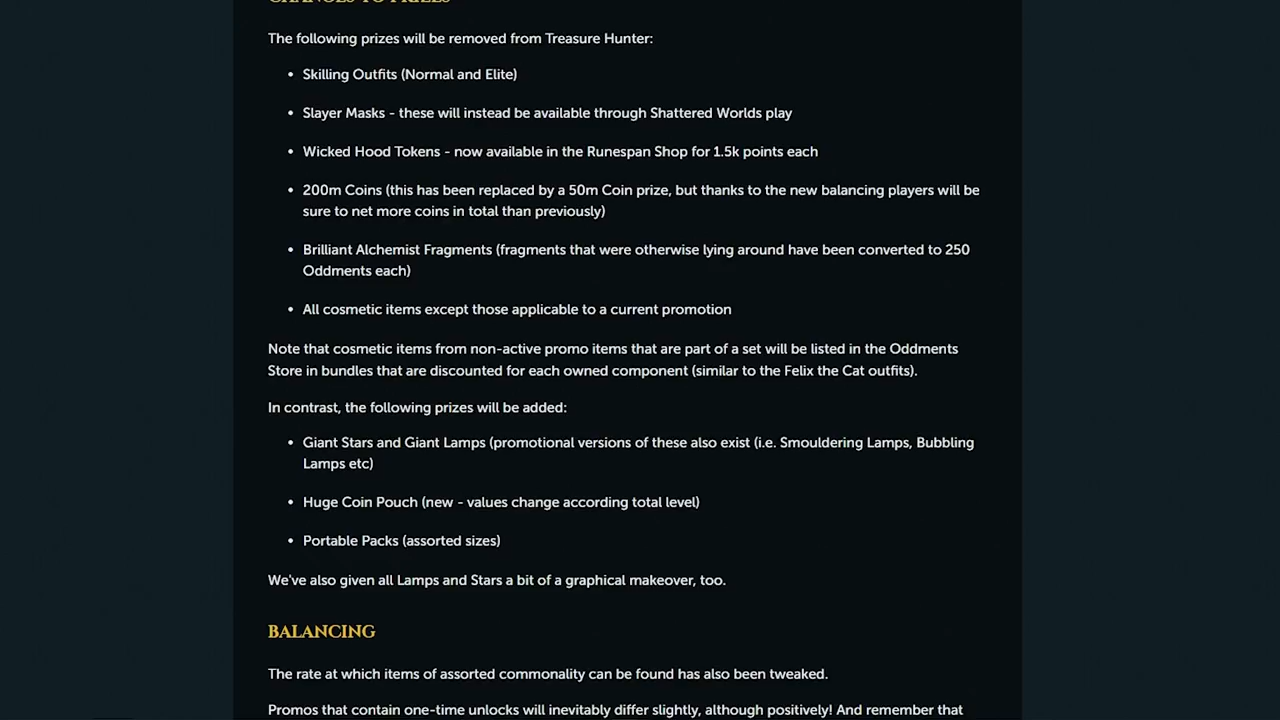 CHANGES TO PRIZES
The following prizes will be removed from Treasure Hunter:
• Skilling Outfits (Normal and Elite)
• Slayer Masks - these will instead be available through Shattered Worlds play
• Wicked Hood Tokens - now available in the Runespan Shop for 1.5k points each
• 200m Coins (this has been replaced by a 50m Coin prize, but thanks to the new balancing players will be
sure to net more coins in total than previously)
• Brilliant Alchemist Fragments (fragments that were otherwise lying around have been converted to 250
Oddments each)
• All cosmetic items except those applicable to a current promotion
Note that cosmetic items from non-active promo items that are part of a set will be listed in the Oddments
Store in bundles that are discounted for each owned component (similar to the Felix the Cat outfits).
In contrast, the following prizes will be added:
• Giant Stars and Giant Lamps (promotional versions of these also exist (i.e. Smouldering Lamps, Bubbling
Lamps etc)
• Huge Coin Pouch (new - values change according total level)
• Portable Packs (assorted sizes)
We've also given all Lamps and Stars a bit of a graphical makeover, too.
BALANCING
The rate at which items of assorted commonality can be found has also been tweaked.
Promos that contain one-time unlocks will inevitably differ slightly, although positively! And remember that